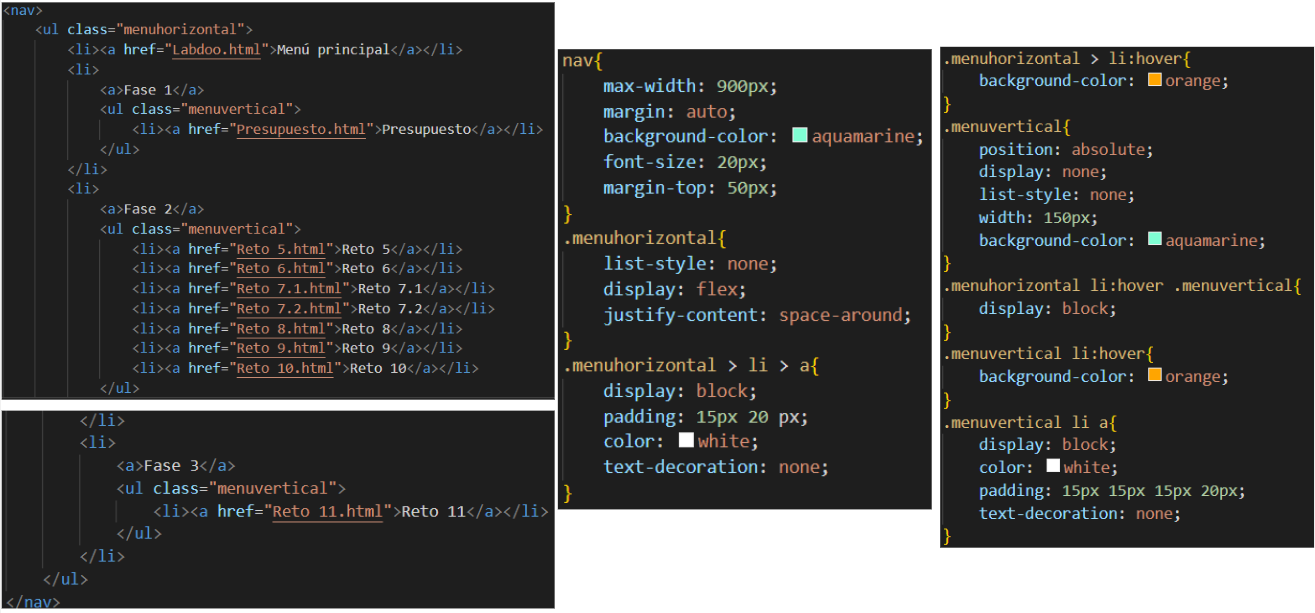 <nav>
<ul class="menuhorizontal">
<li><a href="Labdoo.html">Menú principal</a></li>
<li>
<a>Fase 1</a>
<ul class="menuvertical">
<li><a href="Presupuesto.html">Presupuesto</a></li>
</ul>
</li>
<li>
<a>Fase 2</a>
<ul class="menuvertical">
<li><a href="Reto 5.html">Reto 5</a></li>
<li><a href="Reto 6.html">Reto 6</a></li>
<li><a href="Reto 7.1.html">Reto 7.1</a></li>
<li><a href="Reto 7.2.html">Reto 7.2</a></li>
<li><a href="Reto 8.html">Reto 8</a></li>
<li><a href="Reto 9.html">Reto 9</a></li>
<li><a href="Reto 10.html">Reto 10</a></li>
</ul>
</li>
<li>
<a>Fase 3</a>
<ul class="menuvertical">
<li><a href="Reto 11.html">Reto 11</a></li>
</ul>
</li>
</ul>
</nav>
nav{
max-width: 900px;
margin: auto;
background-color: aquamarine;
font-size: 20px;
margin-top: 50px;
}
.menuhorizontal{
list-style: none;
display: flex;
justify-content: space-around;
}
.menuhorizontal > li > a{
display: block;
padding: 15px 20 px;
color: white;
text-decoration: none;
}
.menuhorizontal > li:hover{
background-color: orange;
}
.menuvertical{
position: absolute;
display: none;
list-style: none;
width: 150px;
background-color: aquamarine;
}
.menuhorizontal li:hover .menuvertical{
display: block;
}
.menuvertical li:hover{
background-color: orange;
}
.menuvertical li a{
display: block;
color: white;
padding: 15px 15px 15px 20px;
text-decoration: none;
}